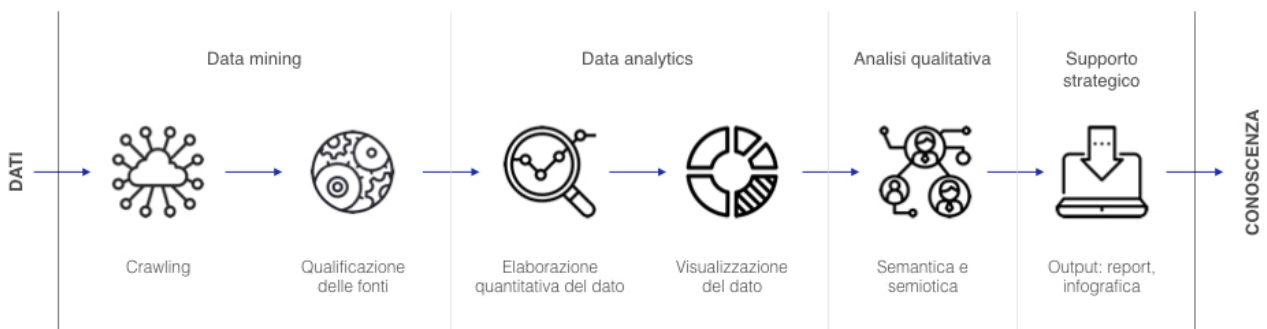 DATI
Data mining
Data analytics
Analisi qualitativa
Supporto
strategico
Crawling
Qualificazione
delle fonti
Elaborazione
quantitativa del dato
Visualizzazione
del dato
Semantica e
semiotica
Output: report,
infografica
CONOSCENZA